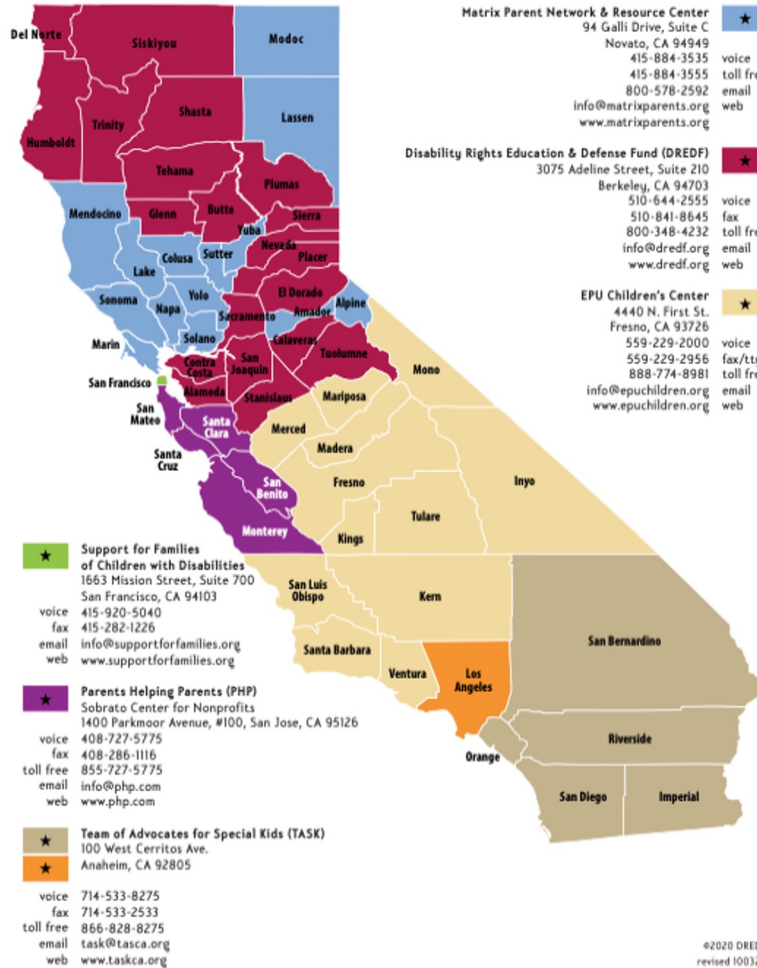 Matrix Parent Network & Resource Center
94 Galli Drive, Suite C
Novato, CA 94949
415-884-3535 voice
415-884-3555 toll fre
800-578-2592 email
info@matrixparents.org web
www.matrixparents.org
Disability Rights Education & Defense Fund (DREDF)
3075 Adeline Street, Suite 210
Berkeley, CA 94703
510-644-2555 voice
510-841-8645 fax
800-348-4232 toll fre
info@dredf.org email
www.dredf.org web
EPU Children's Center
4440 N. First St.
Fresno, CA 93726
559-229-2000 voice
559-229-2956 fax/tty
888-774-8981 toll fre
info@epuchildren.org email
www.epuchildren.org web
Del Norte
Siskiyou
Modoc
Humboldt
Trinity
Shasta
Lassen
Tehama
Plumas
Mendocino
Glenn
Butte
Sierra
Yuba
Nevada
Placer
Lake
Colusa
Sutter
El Dorado
Sonoma
Napa
Yolo
Sacramento
Amador
Alpine
Marin
Solano
Calaveras
Tuolumne
Contra
Costa
San
Joaquin
Mono
San Francisco
Alameda
Stanislaus
Mariposa
San
Mateo
Santa
Clara
Merced
Madera
Santa
Cruz
San
Benito
Fresno
Inyo
Monterey
Kings
Tulare
San Luis
Obispo
Kern
San Bernardino
Santa Barbara
Ventura
Los
Angeles
Orange
Riverside
San Diego
Imperial
Support for Families
of Children with Disabilities
1663 Mission Street, Suite 700
San Francisco, CA 94103
voice 415-920-5040
fax 415-282-1226
email info@supportforfamilies.org
web www.supportforfamilies.org
Parents Helping Parents (PHP)
Sobrato Center for Nonprofits
1400 Parkmoor Avenue, #100, San Jose, CA 95126
voice 408-727-5775
fax 408-286-1116
toll free 855-727-5775
email info@php.com
web www.php.com
Team of Advocates for Special Kids (TASK)
100 West Cerritos Ave.
Anaheim, CA 92805
voice 714-533-8275
fax 714-533-2533
toll free 866-828-8275
email task@tasca.org
web www.taskca.org
©2020 DRED
revised 10032